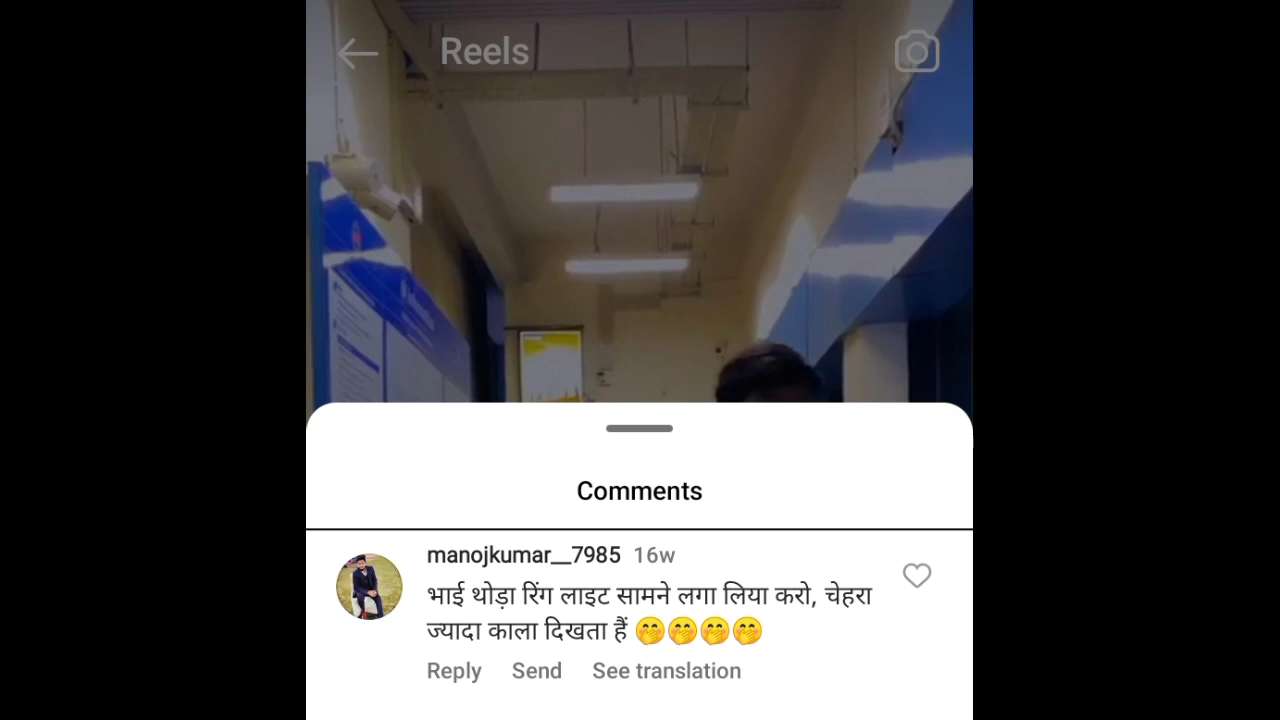 Reels
Comments
manojkumar__7985 16w
भाई थोड़ा रिंग लाइट सामने लगा लिया करो, चेहरा
ज्यादा काला दिखता हैं 🤭🤭🤭🤭
Reply Send See translation